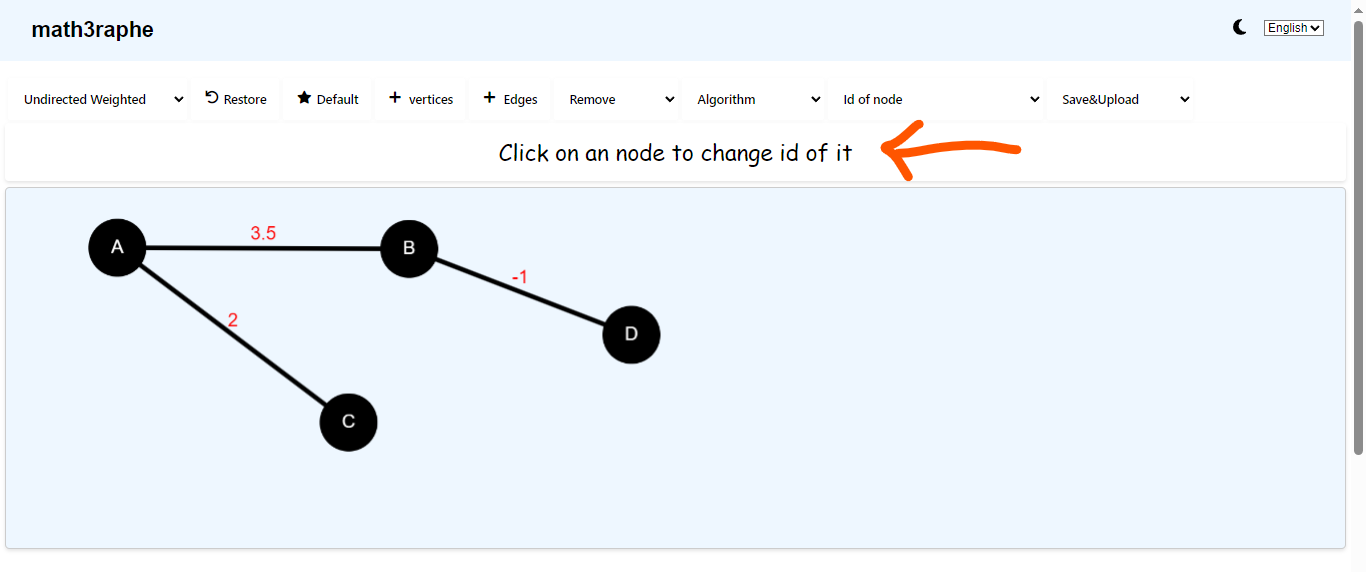 math3raphe
English
Undirected Weighted Restore Default + vertices + Edges Remove Algorithm Id of node Save&Upload
Click on an node to change id of it
A 3.5 B
-1
2
D
C